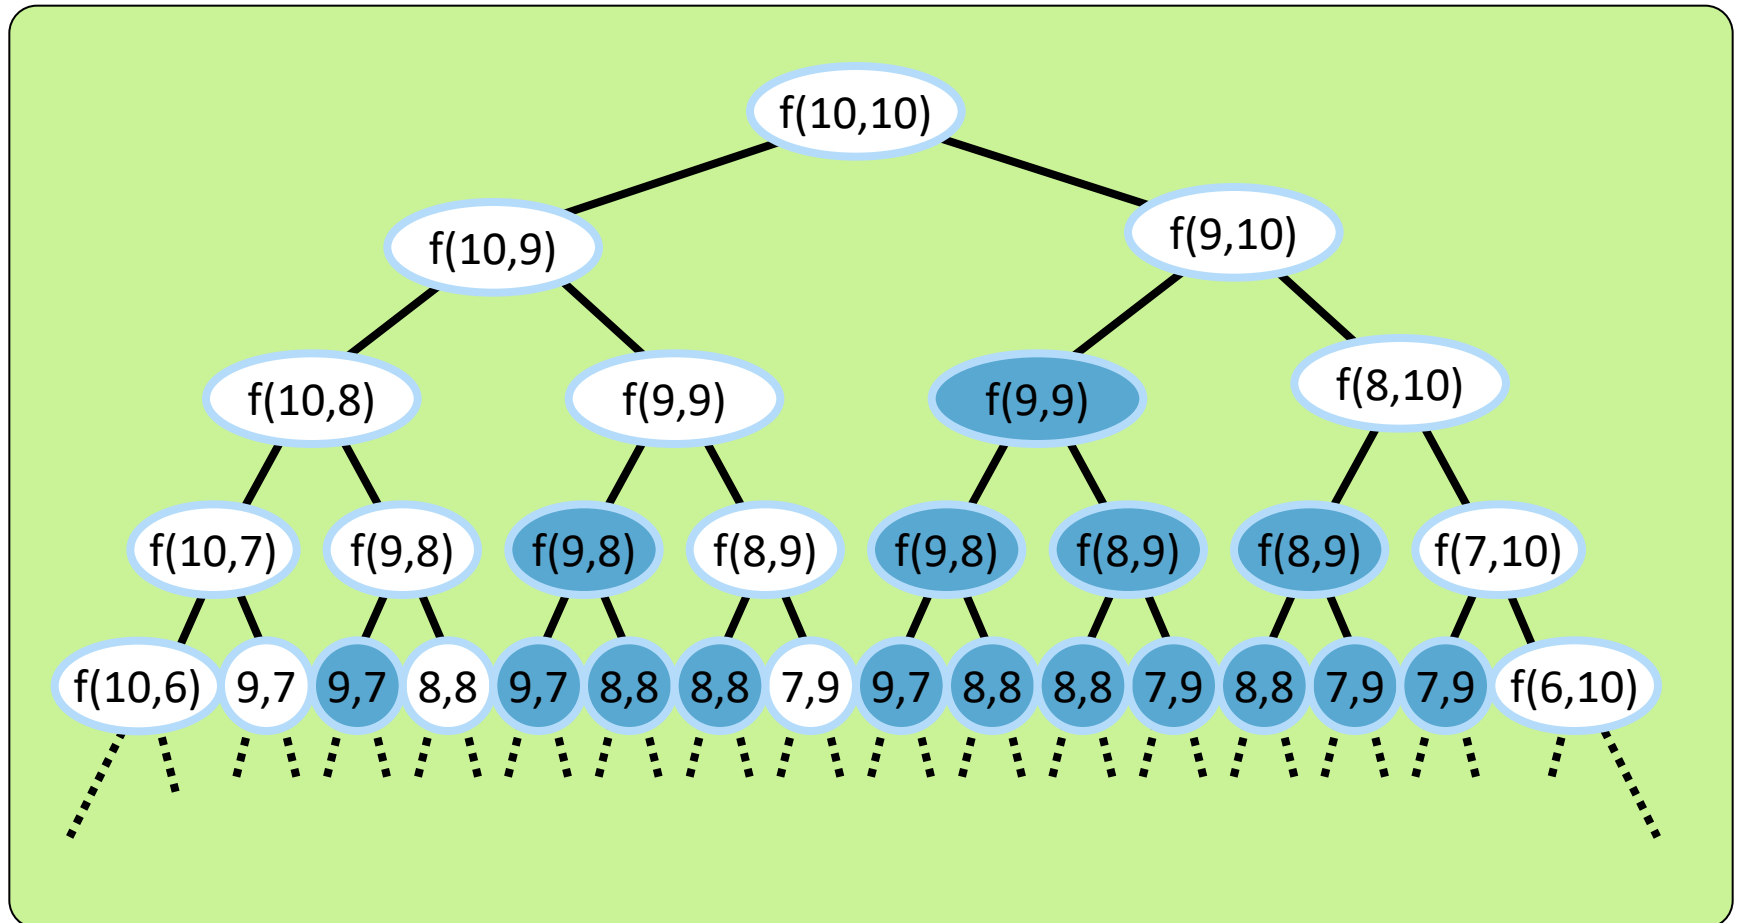 f(10,10)
f(10,9)
f(9,10)
f(10,8)
f(9,9)
f(9,9)
f(8,10)
f(10,7)
f(9,8)
f(9,8)
f(8,9)
f(9,8)
f(8,9)
f(8,9)
f(7,10)
f(10,6)
9,7
9,7
8,8
9,7
8,8
8,8
7,9
9,7
8,8
8,8
7,9
8,8
7,9
7,9
f(6,10)